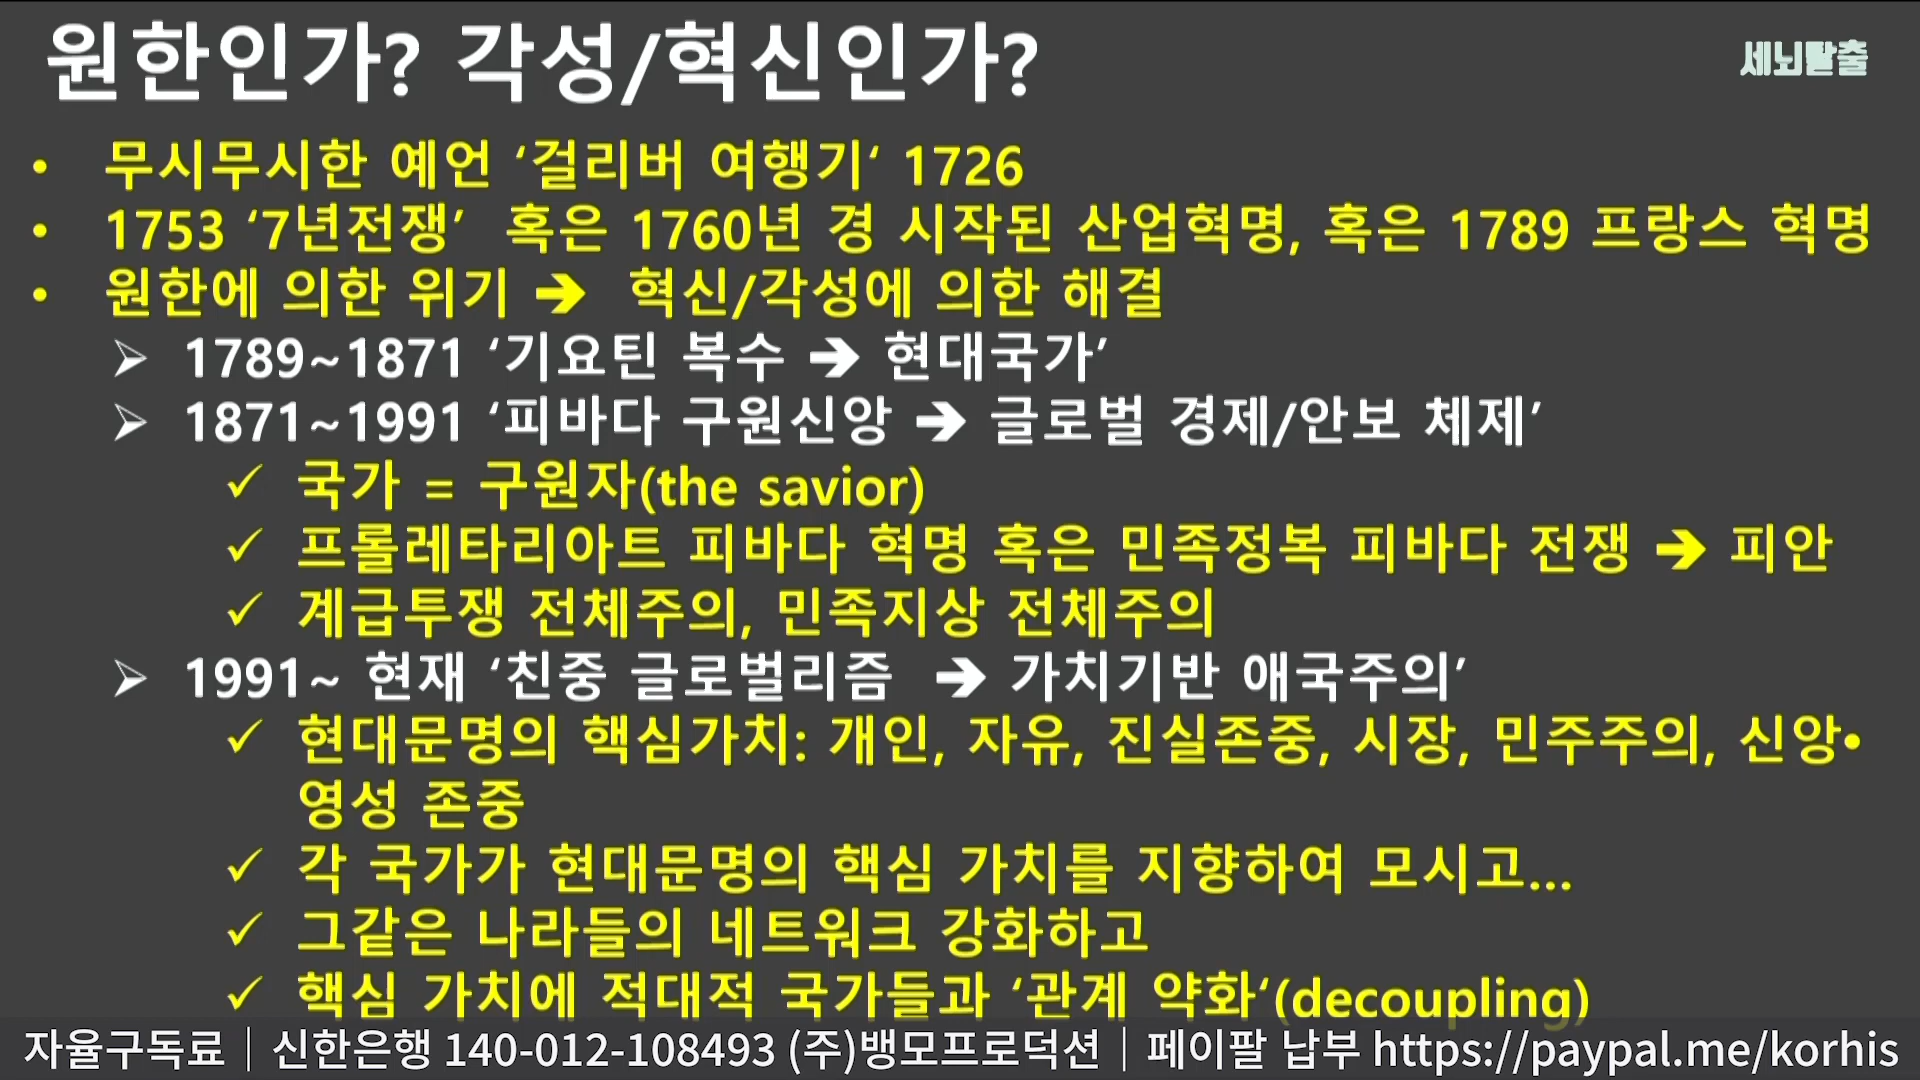 원한인가? 각성/혁신인가?
세뇌탈출
• 무시무시한 예언 ‘걸리버 여행기‘ 1726
• 1753 ‘7년전쟁’ 혹은 1760년 경 시작된 산업혁명, 혹은 1789 프랑스 혁명
• 원한에 의한 위기 ➔ 혁신/각성에 의한 해결
➢ 1789~1871 ‘기요틴 복수 ➔ 현대국가’
➢ 1871~1991 ‘피바다 구원신앙 ➔ 글로벌 경제/안보 체제’
✓ 국가 = 구원자(the savior)
✓ 프롤레타리아트 피바다 혁명 혹은 민족정복 피바다 전쟁 ➔ 피안
✓ 계급투쟁 전체주의, 민족지상 전체주의
➢ 1991~ 현재 ‘친중 글로벌리즘 ➔ 가치기반 애국주의’
✓ 현대문명의 핵심가치: 개인, 자유, 진실존중, 시장, 민주주의, 신앙•
영성 존중
✓ 각 국가가 현대문명의 핵심 가치를 지향하여 모시고...
✓ 그같은 나라들의 네트워크 강화하고
✓ 핵심 가치에 적대적 국가들과 ‘관계 약화‘(decoupling)
자율구독료│신한은행 140-012-108493 (주)뱅모프로덕션│페이팔 납부 https://paypal.me/korhis